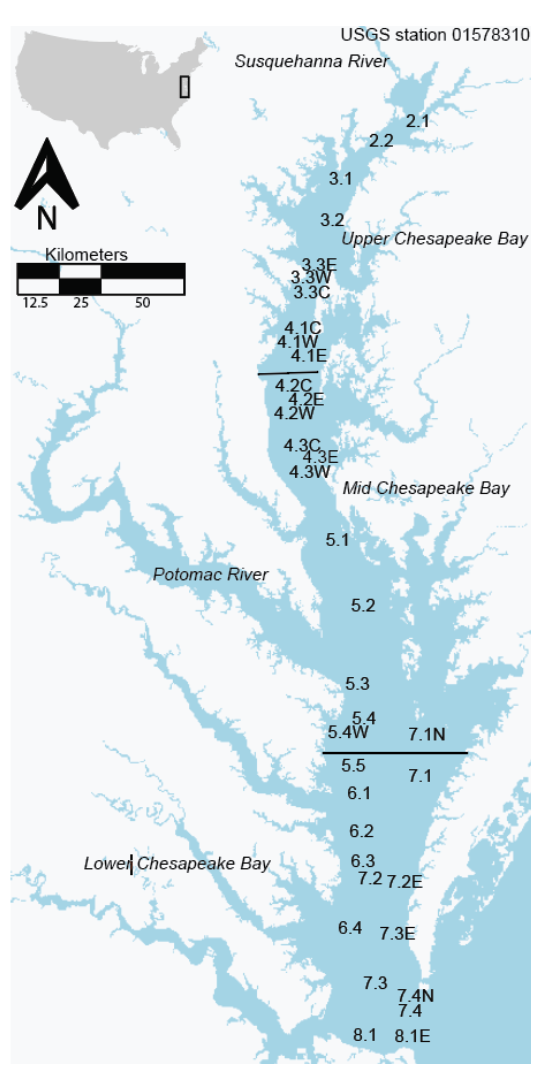 USGS station 01578310
Susquehanna River
2.1
2.2
3.1
N
3.2
Upper Chesapeake Bay
Kilometers
3.3E
3.3W
3.3C
12.5 25 50
4.1C
4.1W
4.1E
4.2C
4.2E
4.2W
4.3C
4.3E
4.3W
Mid Chesapeake Bay
5.1
Potomac River
5.2
5.3
5.4
5.4W
7.1N
5.5
7.1
6.1
6.2
6.3
Lower Chesapeake Bay
7.2
7.2E
6.4
7.3E
7.3
7.4N
7.4
8.1
8.1E